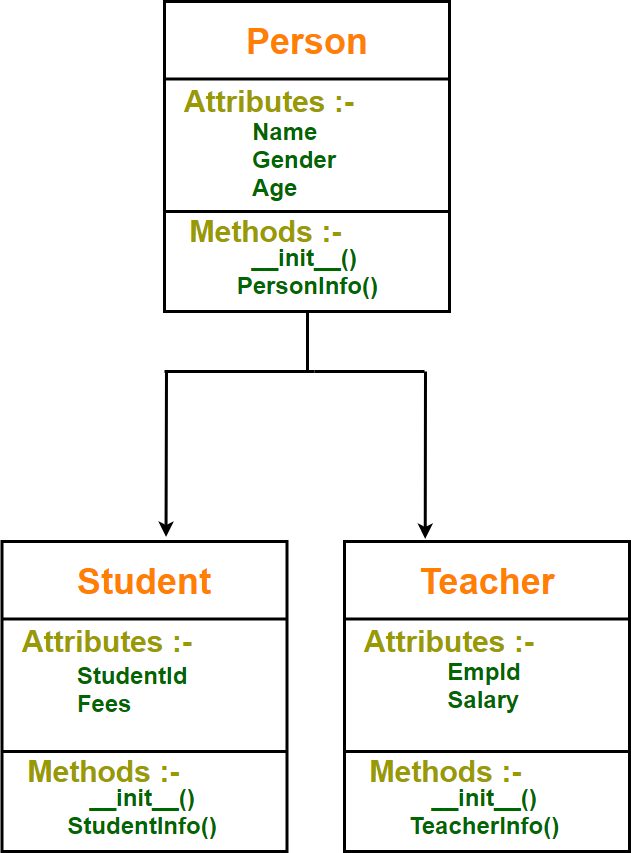 Person
Attributes :-
Name
Gender
Age
Methods :-
__init__()
PersonInfo()
Student
Attributes :-
StudentId
Fees
Methods :-
__init__()
StudentInfo()
Teacher
Attributes :-
EmpId
Salary
Methods :-
__init__()
TeacherInfo()